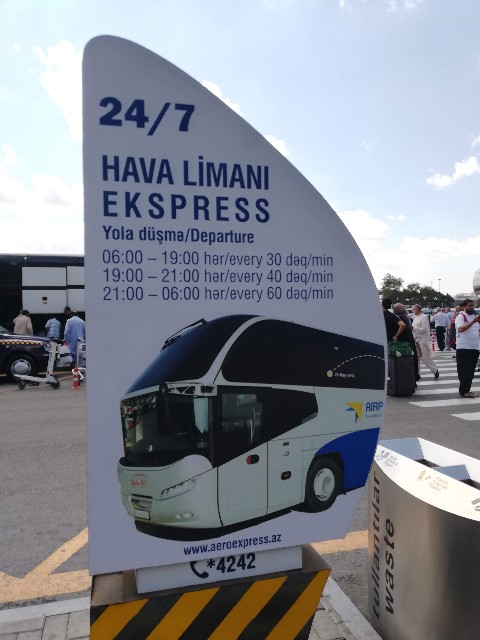 24/7
HAVA LİMANI
EKSPRESS
Yola düşmə/Departure
06:00 – 19:00 hər/every 30 dəq/min
19:00 – 21:00 hər/every 40 dəq/min
21:00 – 06:00 hər/every 60 dəq/min
AIRP
www.aeroexpress.az
*4242
tullantılar
waste